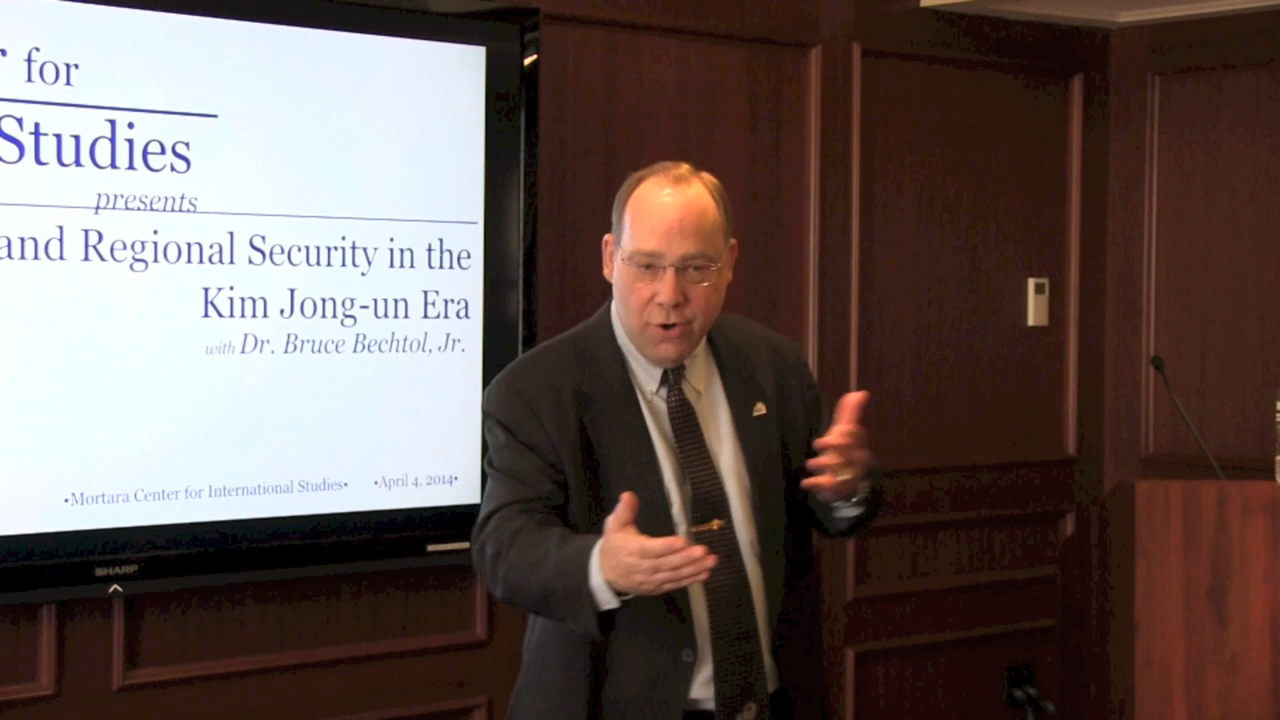 for
Studies
presents
and Regional Security in the
Kim Jong-un Era
with Dr. Bruce Bechtol, Jr.
•Mortara Center for International Studies• •April 4, 2014•
SHARP